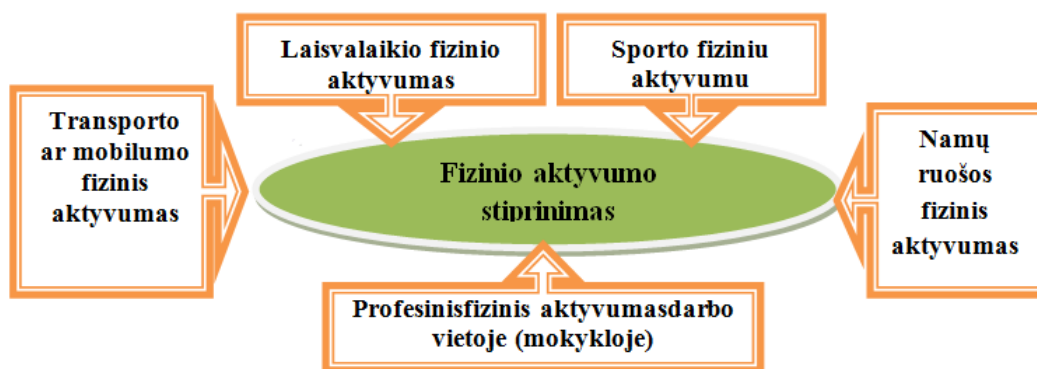 Laisvalaikio fizinio
aktyvumas
Sporto fiziniu
aktyvumu
Transporto
ar mobilumo
fizinis
aktyvumas
Fizinio aktyvumo
stiprinimas
Namų
ruošos
fizinis
aktyvumas
Profesinisfizinis aktyvumasdarbo
vietoje (mokykloje)